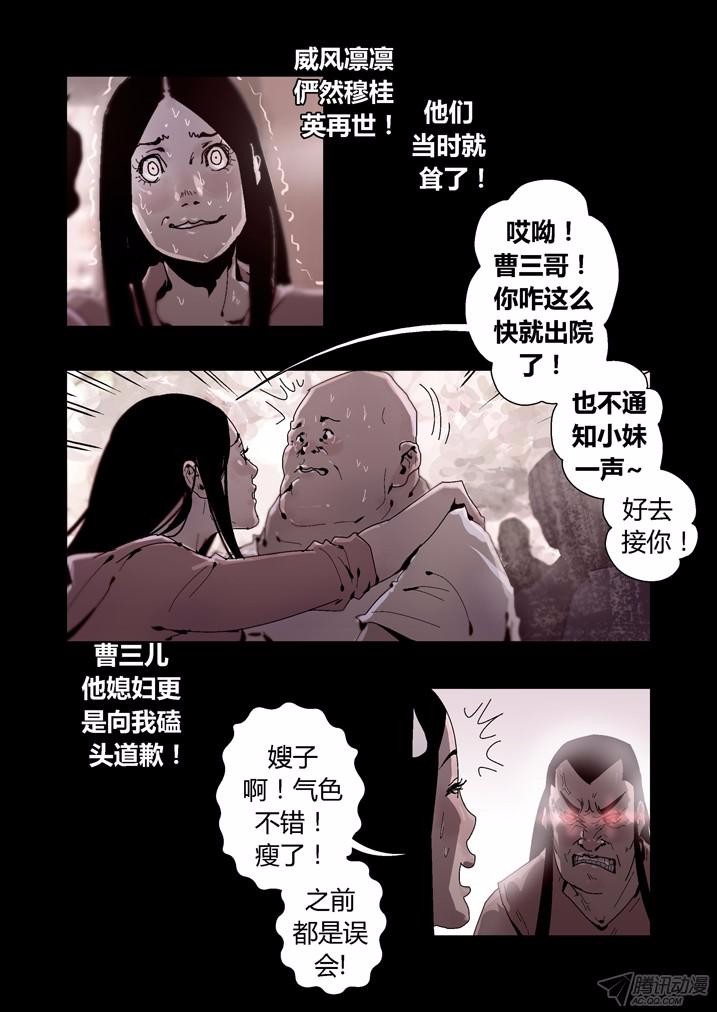 威风凛凛
俨然穆桂
英再世！
他们
当时就
耸了！
哎呦！
曹三哥！
你咋这么
快就出院
了！
也不通
知小妹
一声~
好去
接你！
曹三儿
他媳妇更
是向我磕
头道歉！
嫂子
啊！气色
不错！
瘦了！
之前
都是误
会!
腾讯动漫